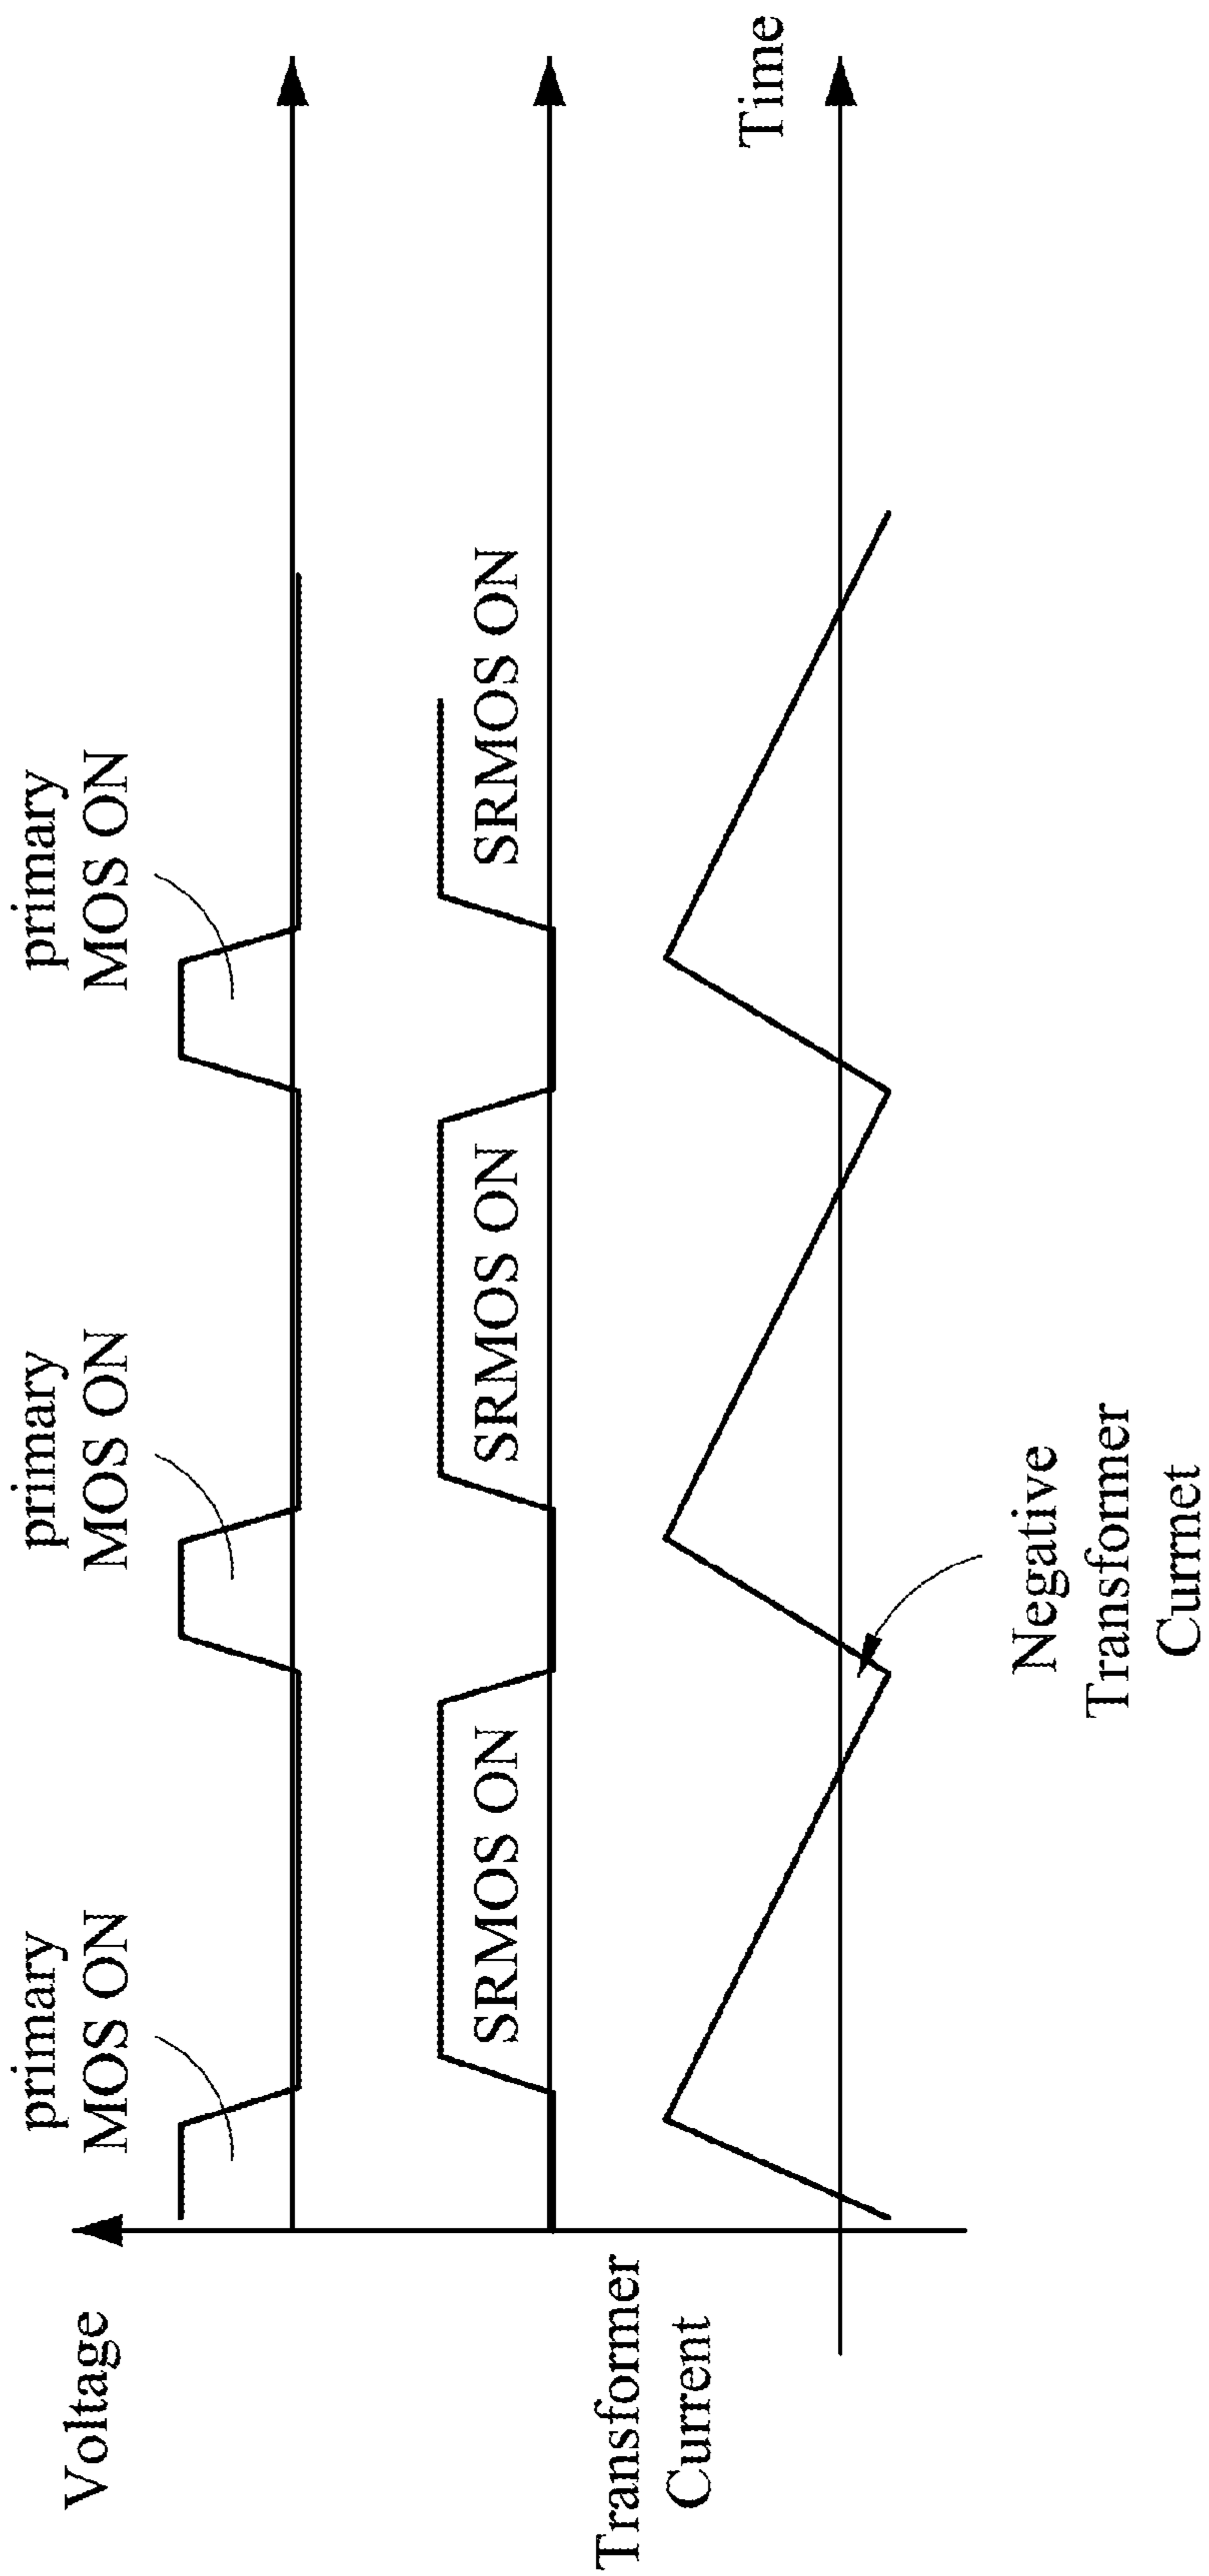 Voltage
primary
MOS ON
primary
MOS ON
primary
MOS ON
SRMOS ON
SRMOS ON
SRMOS ON
Transformer
Current
Time
Negative
Transformer
Currnet